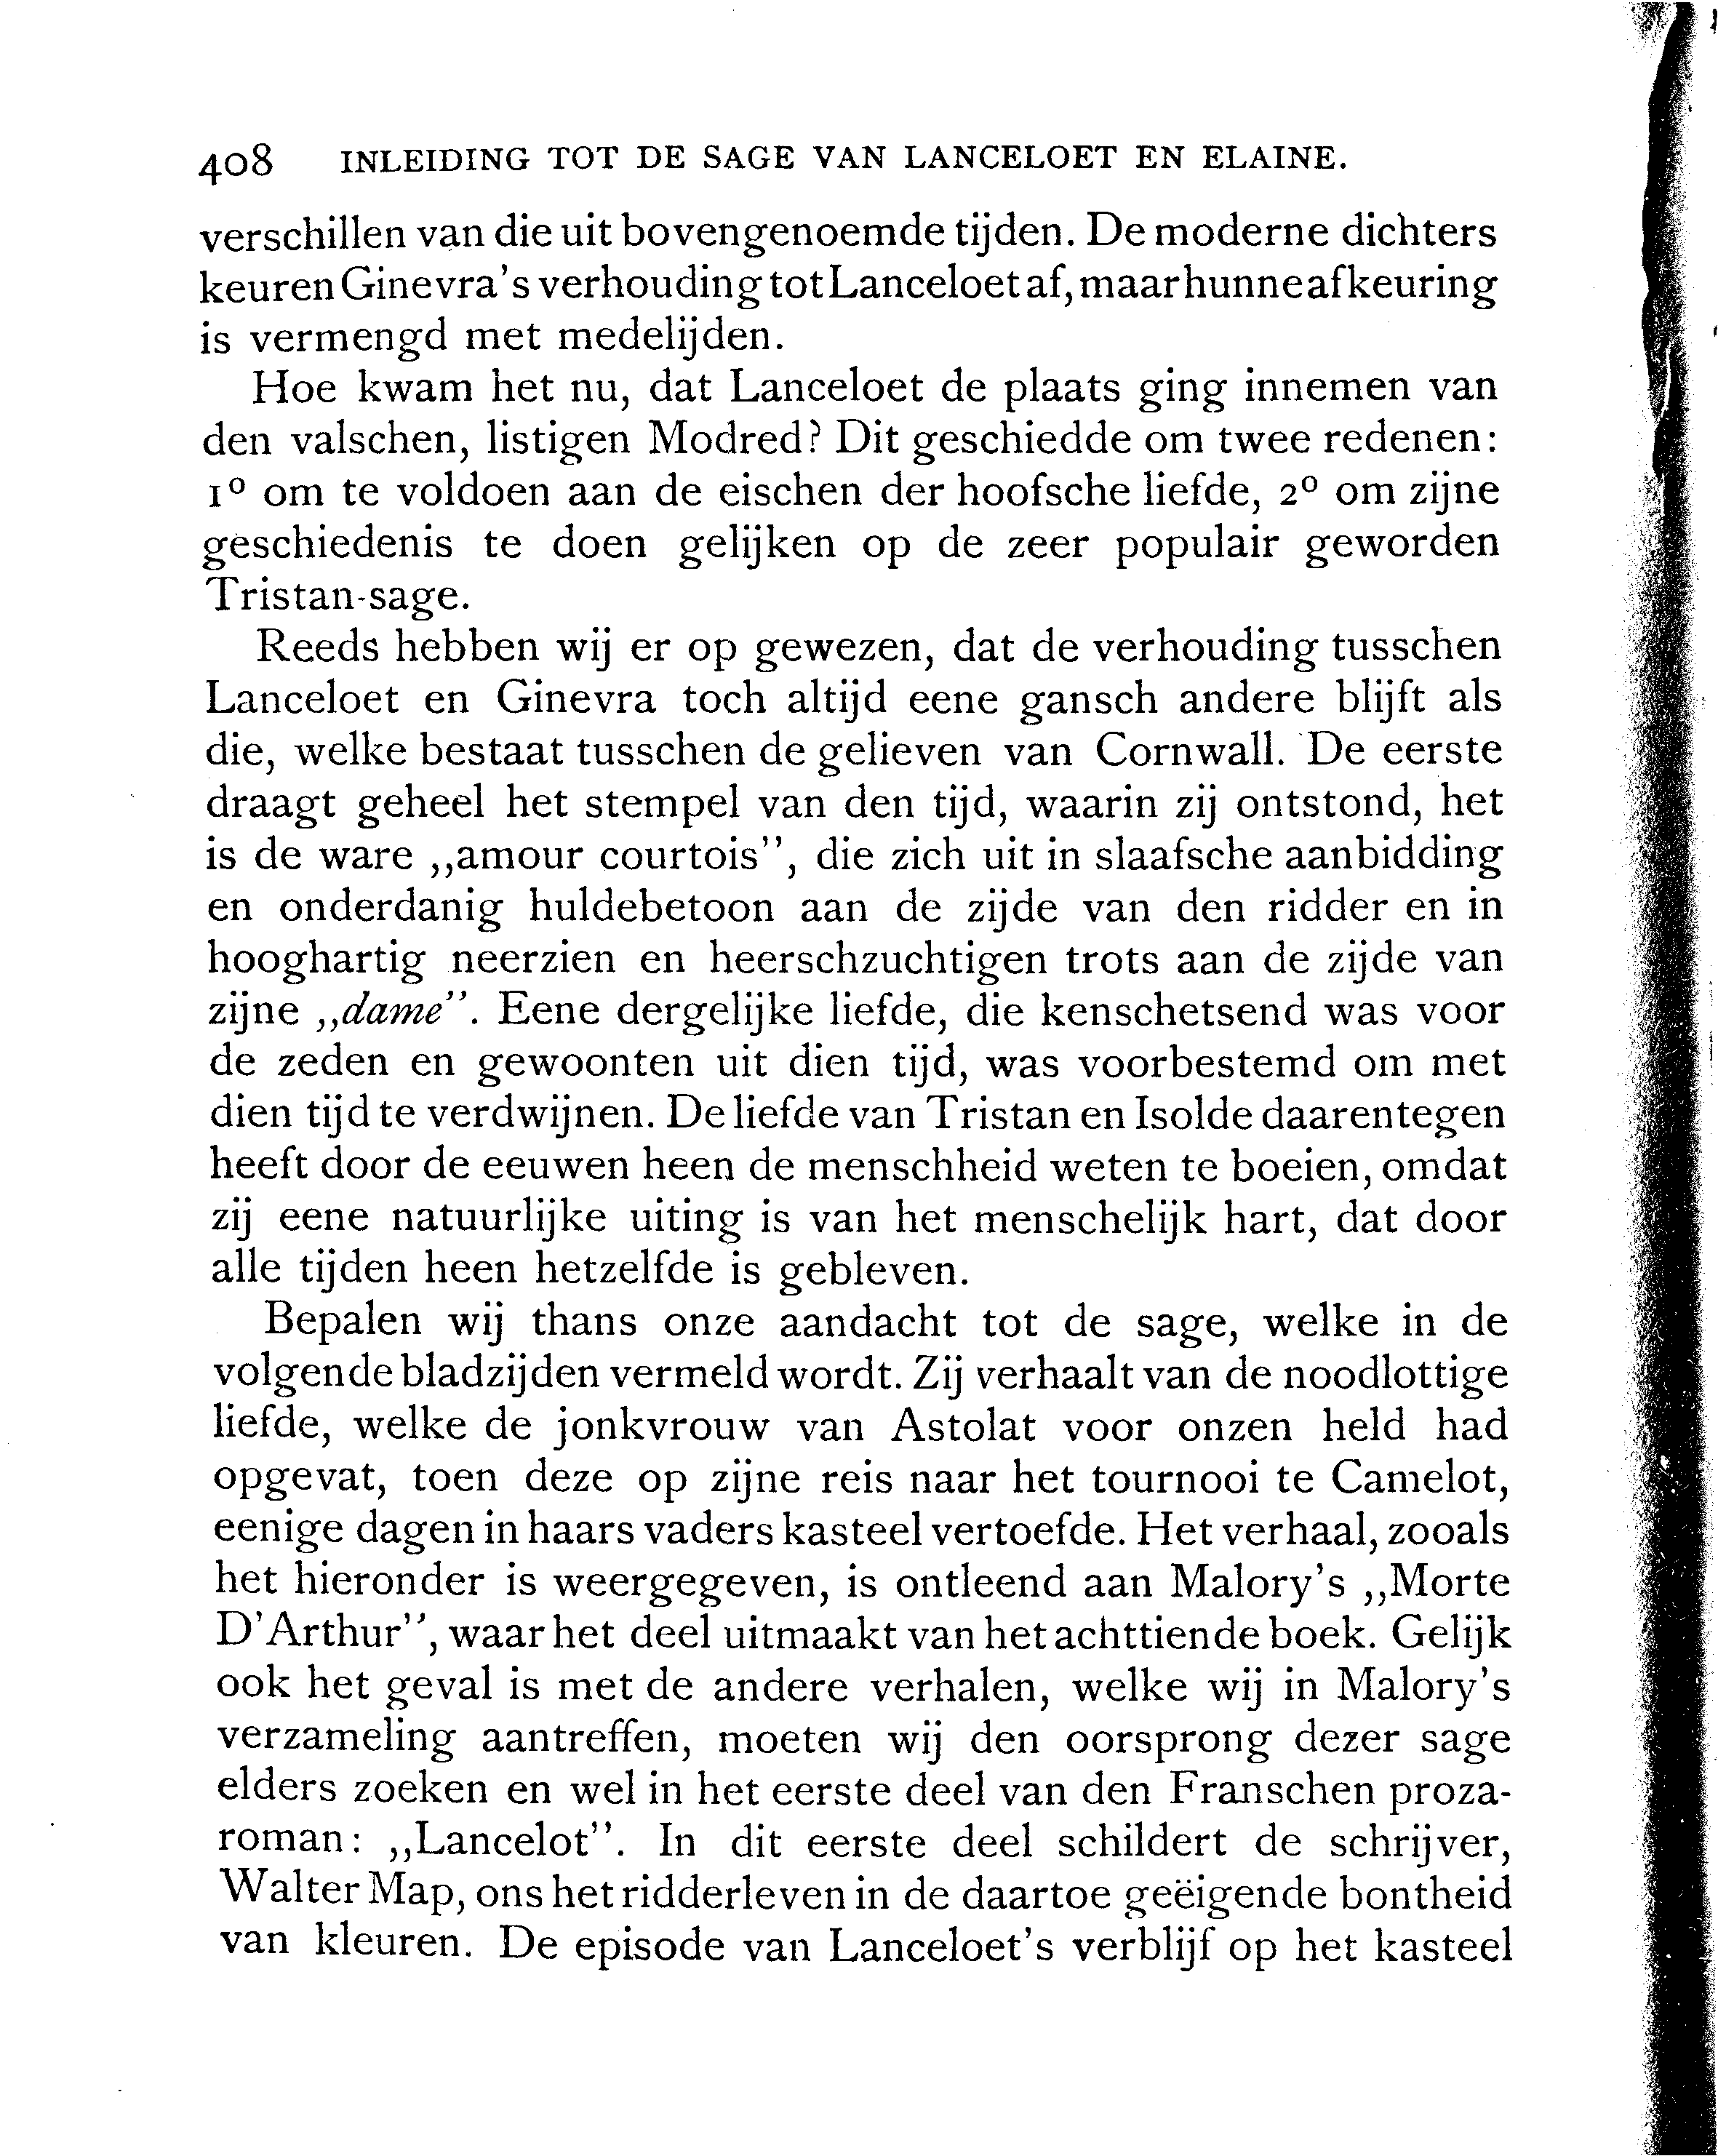 408 INLEIDING TOT DE SAGE VAN LANCELOET EN ELAINE.
verschillen van die uit bovengenoemde tijden. De moderne dichters
keuren Ginevra's verhouding tot Lanceloet af, maar hunne afkeuring
is vermengd met medelijden.
Hoe kwam het nu, dat Lanceloet de plaats ging innemen van
den valschen, listigen Modred? Dit geschiedde om twee redenen:
1º om te voldoen aan de eischen der hoofsche liefde, 2º om zijne
geschiedenis te doen gelijken op de zeer populair geworden
Tristan-sage.
Reeds hebben wij er op gewezen, dat de verhouding tusschen
Lanceloet en Ginevra toch altijd eene gansch andere blijft als
die, welke bestaat tusschen de gelieven van Cornwall. De eerste
draagt geheel het stempel van den tijd, waarin zij ontstond, het
is de ware ,,amour courtois'', die zich uit in slaafsche aanbidding
en onderdanig huldebetoon aan de zijde van den ridder en in
hooghartig neerzien en heerschzuchtigen trots aan de zijde van
zijne ,,dame''. Eene dergelijke liefde, die kenschetsend was voor
de zeden en gewoonten uit dien tijd, was voorbestemd om met
dien tijd te verdwijnen. De liefde van Tristan en Isolde daarentegen
heeft door de eeuwen heen de menschheid weten te boeien, omdat
zij eene natuurlijke uiting is van het menschelijk hart, dat door
alle tijden heen hetzelfde is gebleven.
Bepalen wij thans onze aandacht tot de sage, welke in de
volgende bladzijden vermeld wordt. Zij verhaalt van de noodlottige
liefde, welke de jonkvrouw van Astolat voor onzen held had
opgevat, toen deze op zijne reis naar het tournooi te Camelot,
eenige dagen in haars vaders kasteel vertoefde. Het verhaal, zooals
het hieronder is weergegeven, is ontleend aan Malory's ,,Morte
D'Arthur'', waar het deel uitmaakt van het achttiende boek. Gelijk
ook het geval is met de andere verhalen, welke wij in Malory's
verzameling aantreffen, moeten wij den oorsprong dezer sage
elders zoeken en wel in het eerste deel van den Franschen proza-
roman: ,,Lancelot''. In dit eerste deel schildert de schrijver,
Walter Map, ons het ridderleven in de daartoe geëigende bontheid
van kleuren. De episode van Lanceloet's verblijf op het kasteel